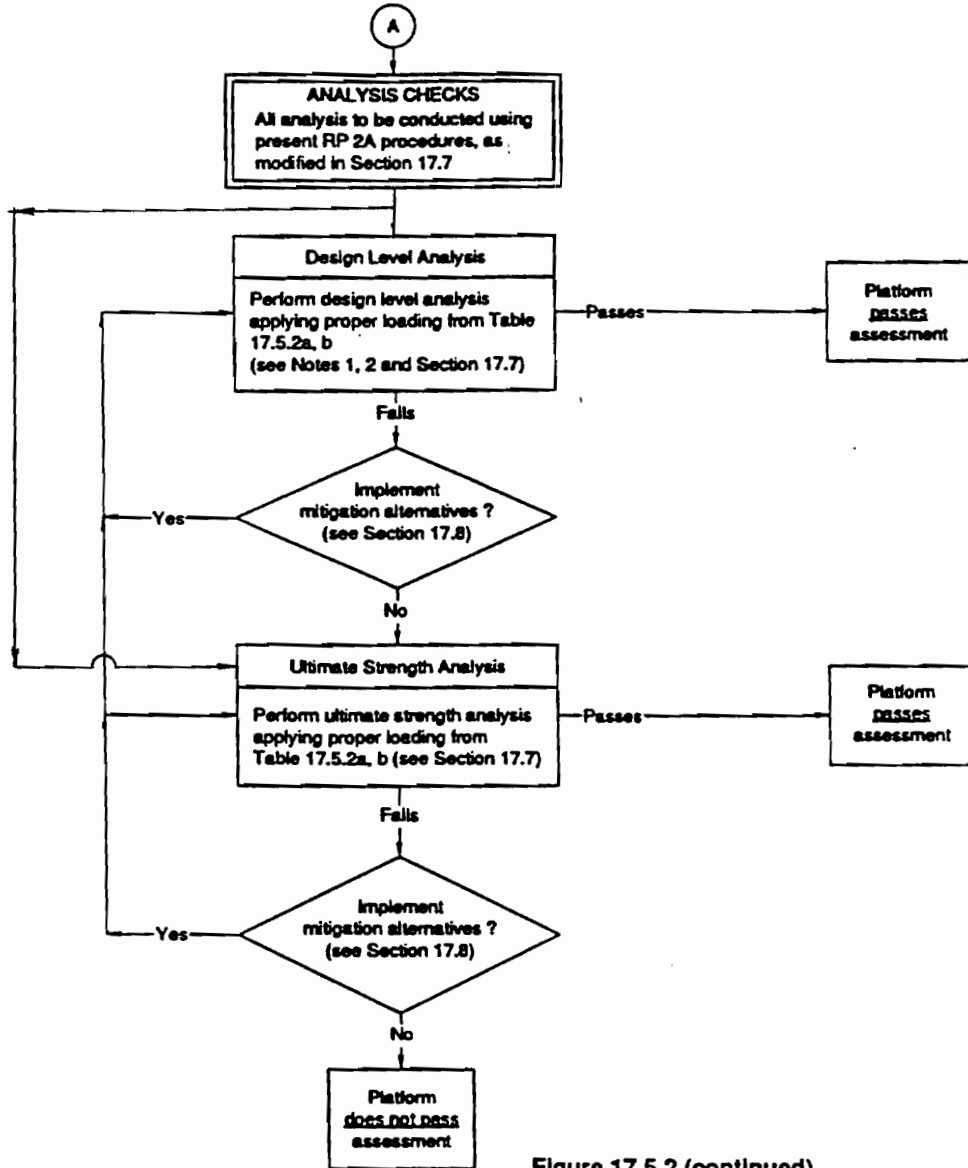 A
ANALYSIS CHECKS
All analysis to be conducted using
present RP 2A procedures, as
modified in Section 17.7
Design Level Analysis
Perform design level analysis
applying proper loading from Table
17.5.2a, b
(see Notes 1, 2 and Section 17.7)
Passes
Platform
passes
assessment
Fails
Implement
mitigation alternatives ?
(see Section 17.8)
Yes
No
Ultimate Strength Analysis
Perform ultimate strength analysis
applying proper loading from
Table 17.5.2a, b (see Section 17.7)
Passes
Platform
passes
assessment
Fails
Implement
mitigation alternatives ?
(see Section 17.8)
Yes
No
Platform
does not pass
assessment
Figure 17.5.2 (continued)